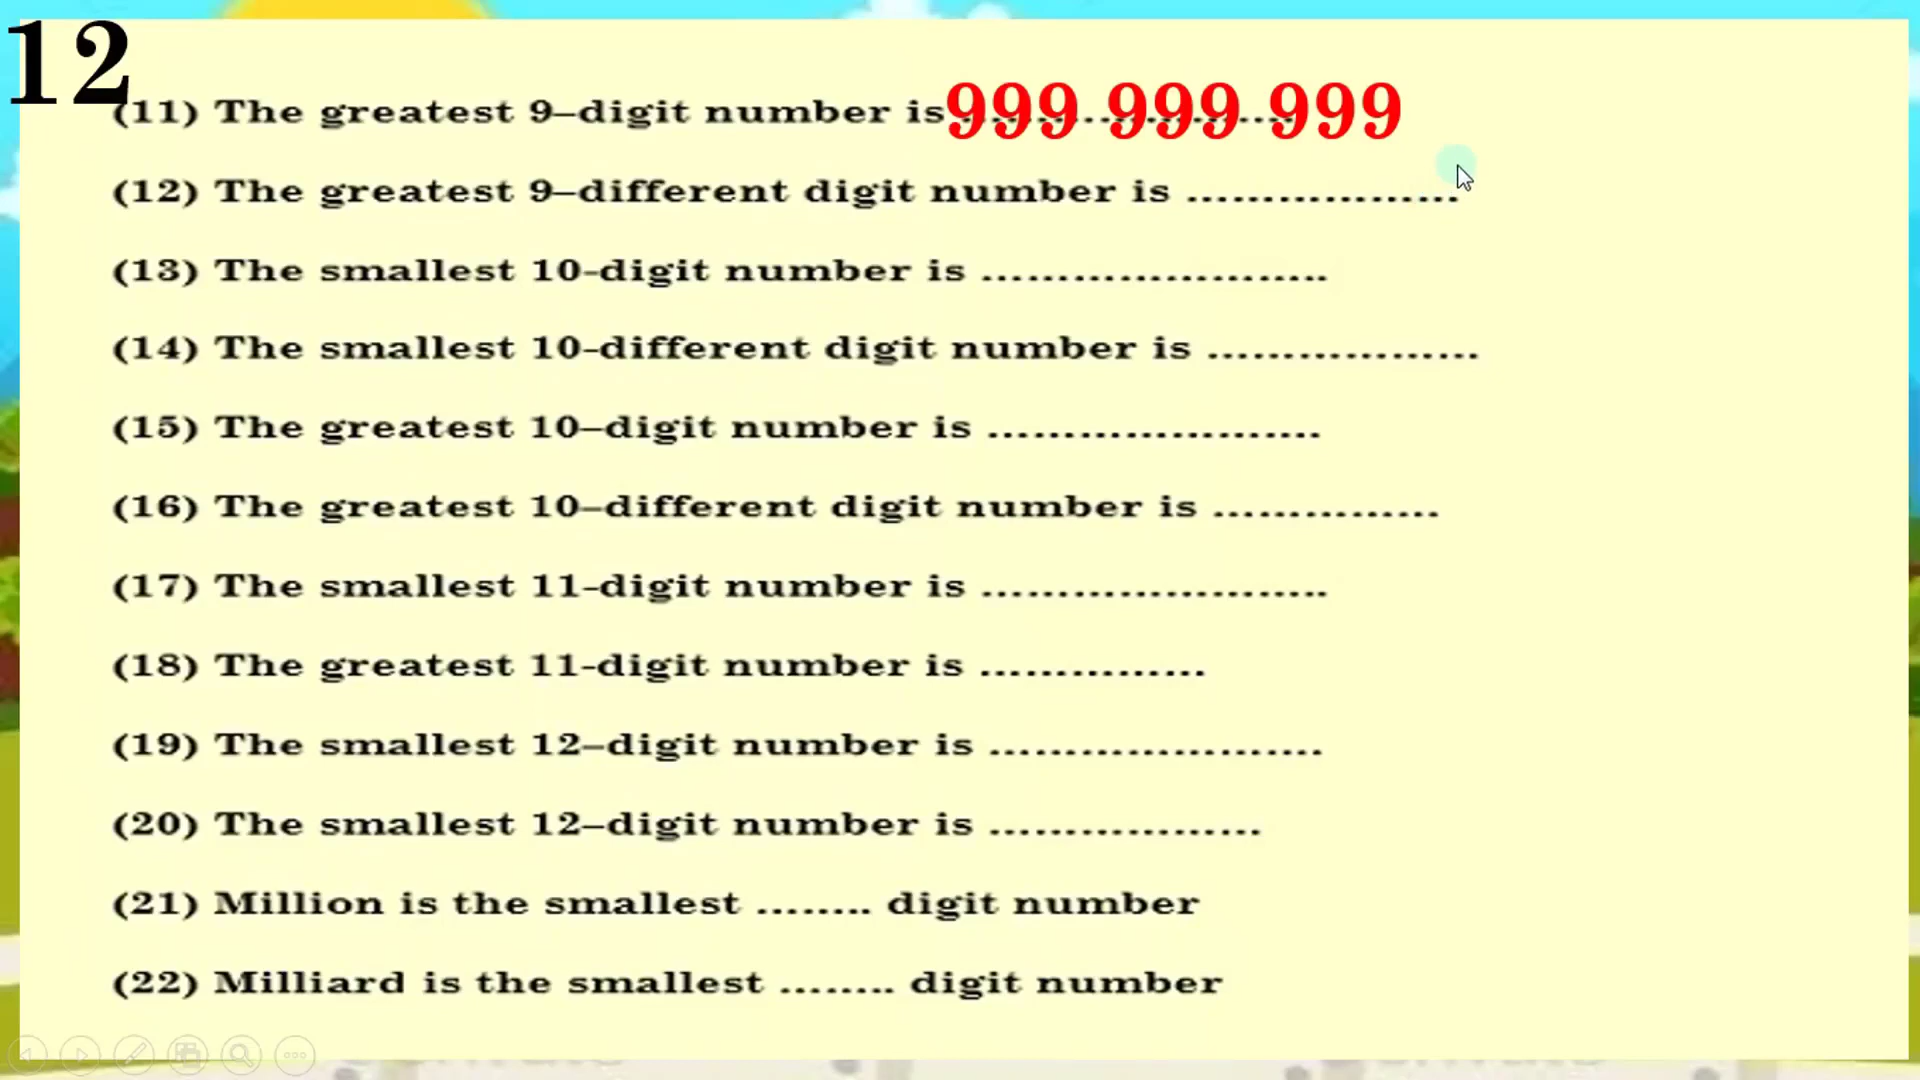 12
(11) The greatest 9–digit number is 999 999 999
(12) The greatest 9–different digit number is ………………
(13) The smallest 10-digit number is …………………..
(14) The smallest 10-different digit number is ………………
(15) The greatest 10–digit number is ………………….
(16) The greatest 10–different digit number is ……………
(17) The smallest 11-digit number is …………………..
(18) The greatest 11-digit number is ……………
(19) The smallest 12–digit number is ………………….
(20) The smallest 12–digit number is ………………
(21) Million is the smallest …….. digit number
(22) Milliard is the smallest …….. digit number